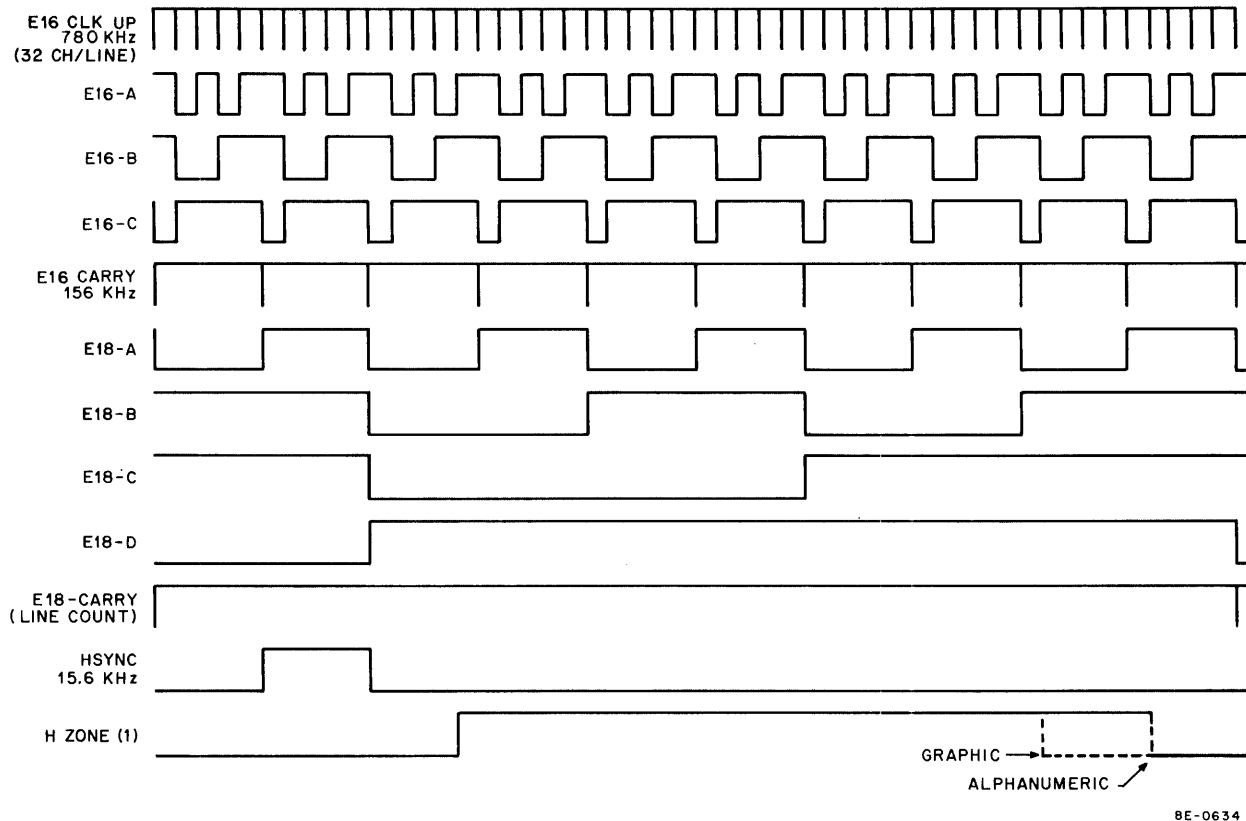 E16 CLK UP
780 KHz
(32 CH/LINE)
E16-A
E16-B
E16-C
E16 CARRY
156 KHz
E18-A
E18-B
E18-C
E18-D
E18-CARRY
(LINE COUNT)
HSYNC
15.6 KHz
H ZONE (1)
GRAPHIC
ALPHANUMERIC
8E-0634